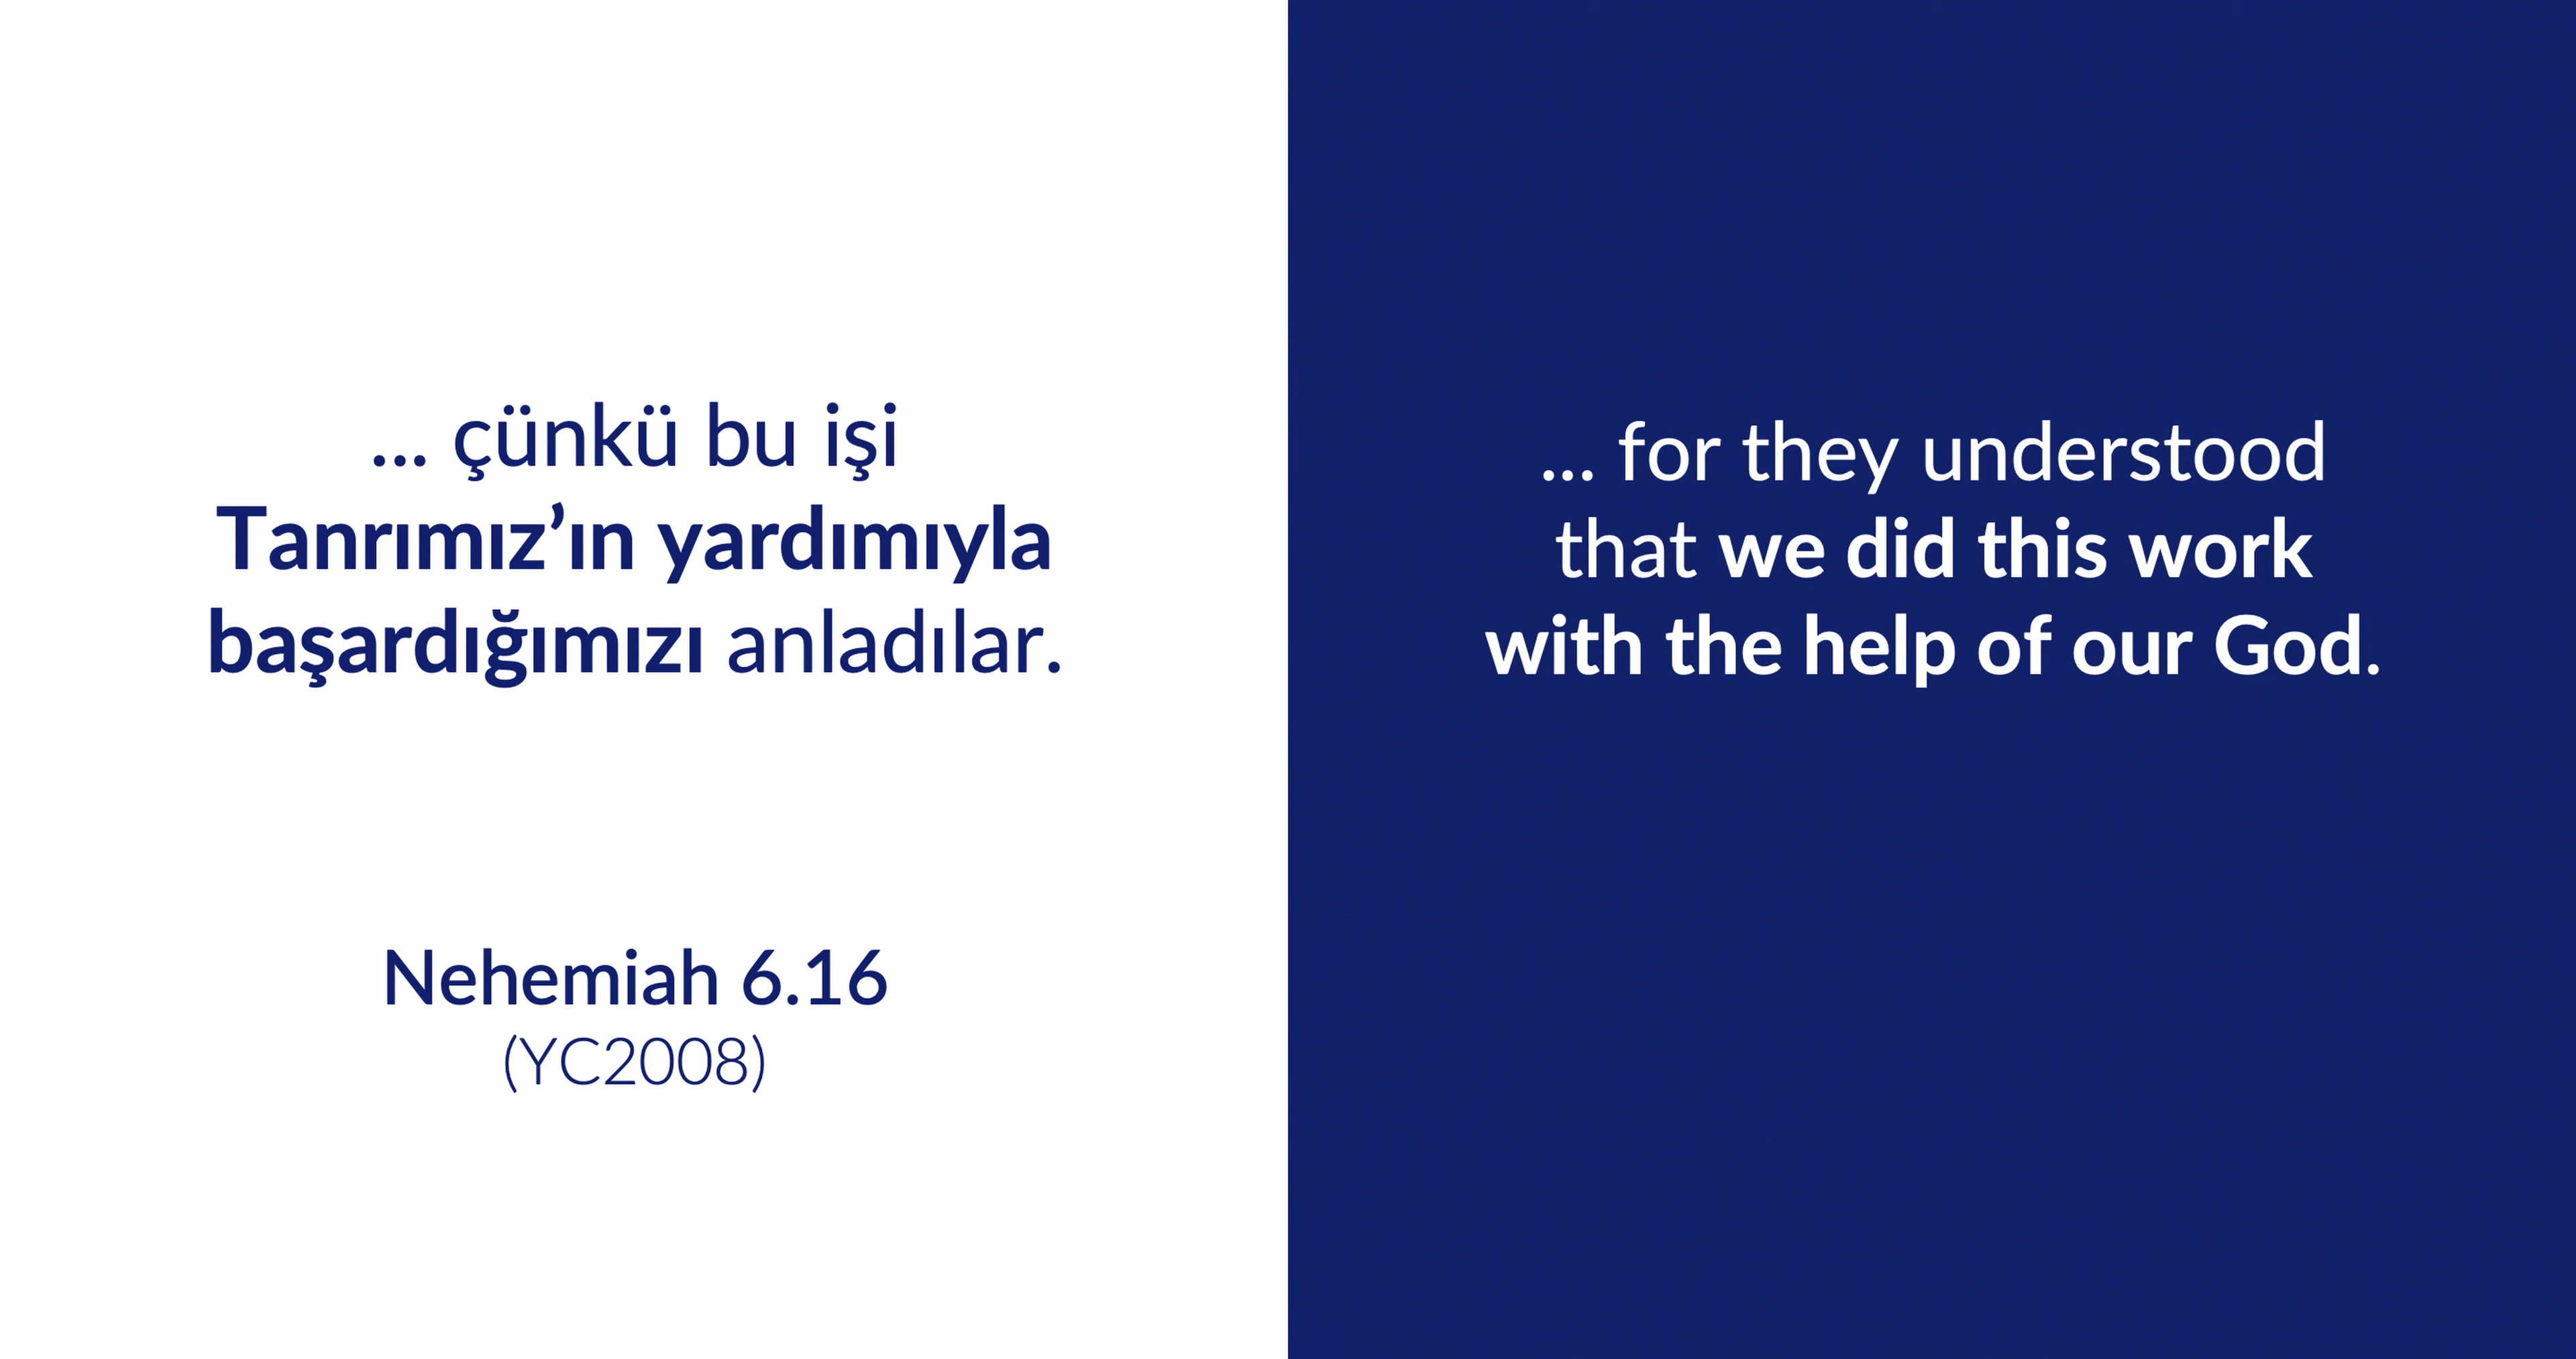 ... çünkü bu işi
Tanrımız’ın yardımıyla
başardığımızı anladılar.
Nehemiah 6.16
(YC2008)
... for they understood
that we did this work
with the help of our God.